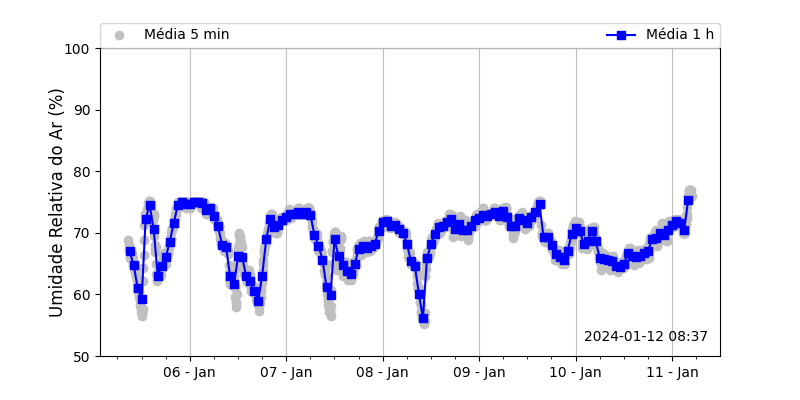 Média 5 min
Média 1 h
Umidade Relativa do Ar (%)
100
90
80
70
60
50
2024-01-12 08:37
06 - Jan
07 - Jan
08 - Jan
09 - Jan
10 - Jan
11 - Jan